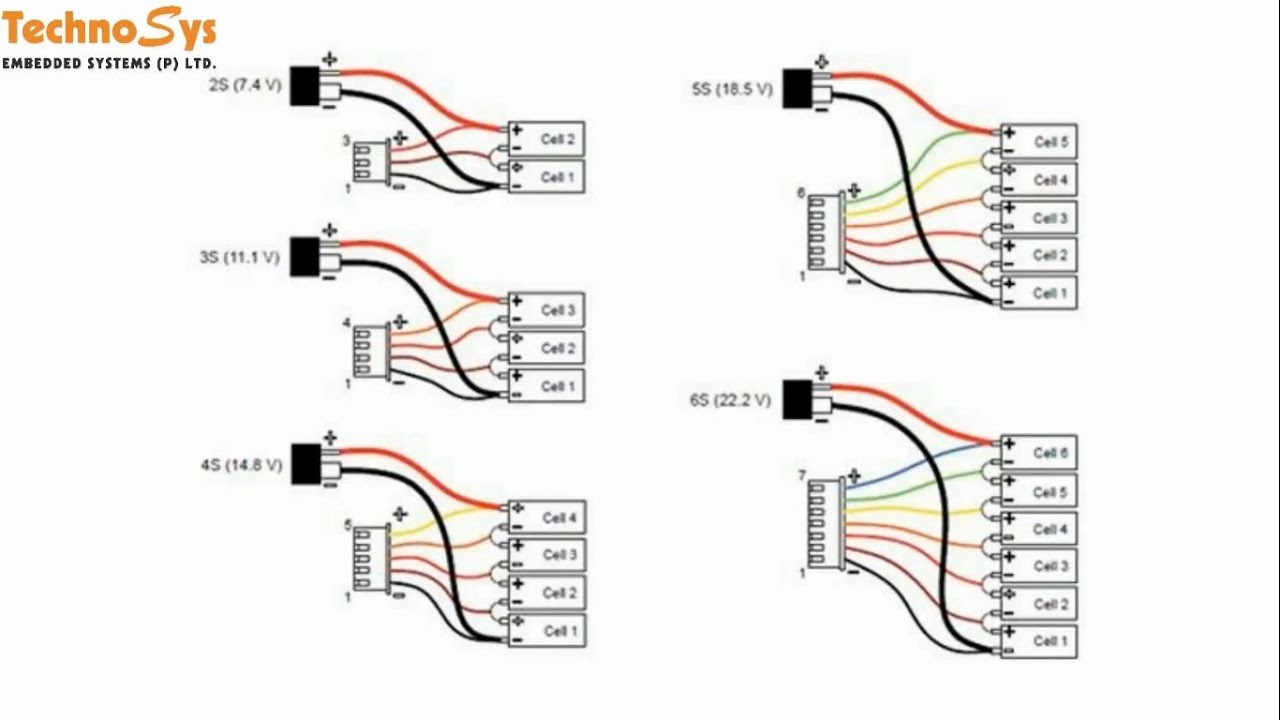 TechnoSys
EMBEDDED SYSTEMS (P) LTD.
2S (7.4 V)
+
-
3
+
1
-
+
-
Cell 2
+
-
Cell 1
3S (11.1 V)
+
-
4
+
1
-
+
-
Cell 3
+
-
Cell 2
+
-
Cell 1
4S (14.8 V)
+
-
5
+
1
-
+
-
Cell 4
+
-
Cell 3
+
-
Cell 2
+
-
Cell 1
5S (18.5 V)
+
-
6
+
1
-
+
-
Cell 5
+
-
Cell 4
+
-
Cell 3
+
-
Cell 2
+
-
Cell 1
6S (22.2 V)
+
-
7
+
1
-
+
-
Cell 6
+
-
Cell 5
+
-
Cell 4
+
-
Cell 3
+
-
Cell 2
+
-
Cell 1